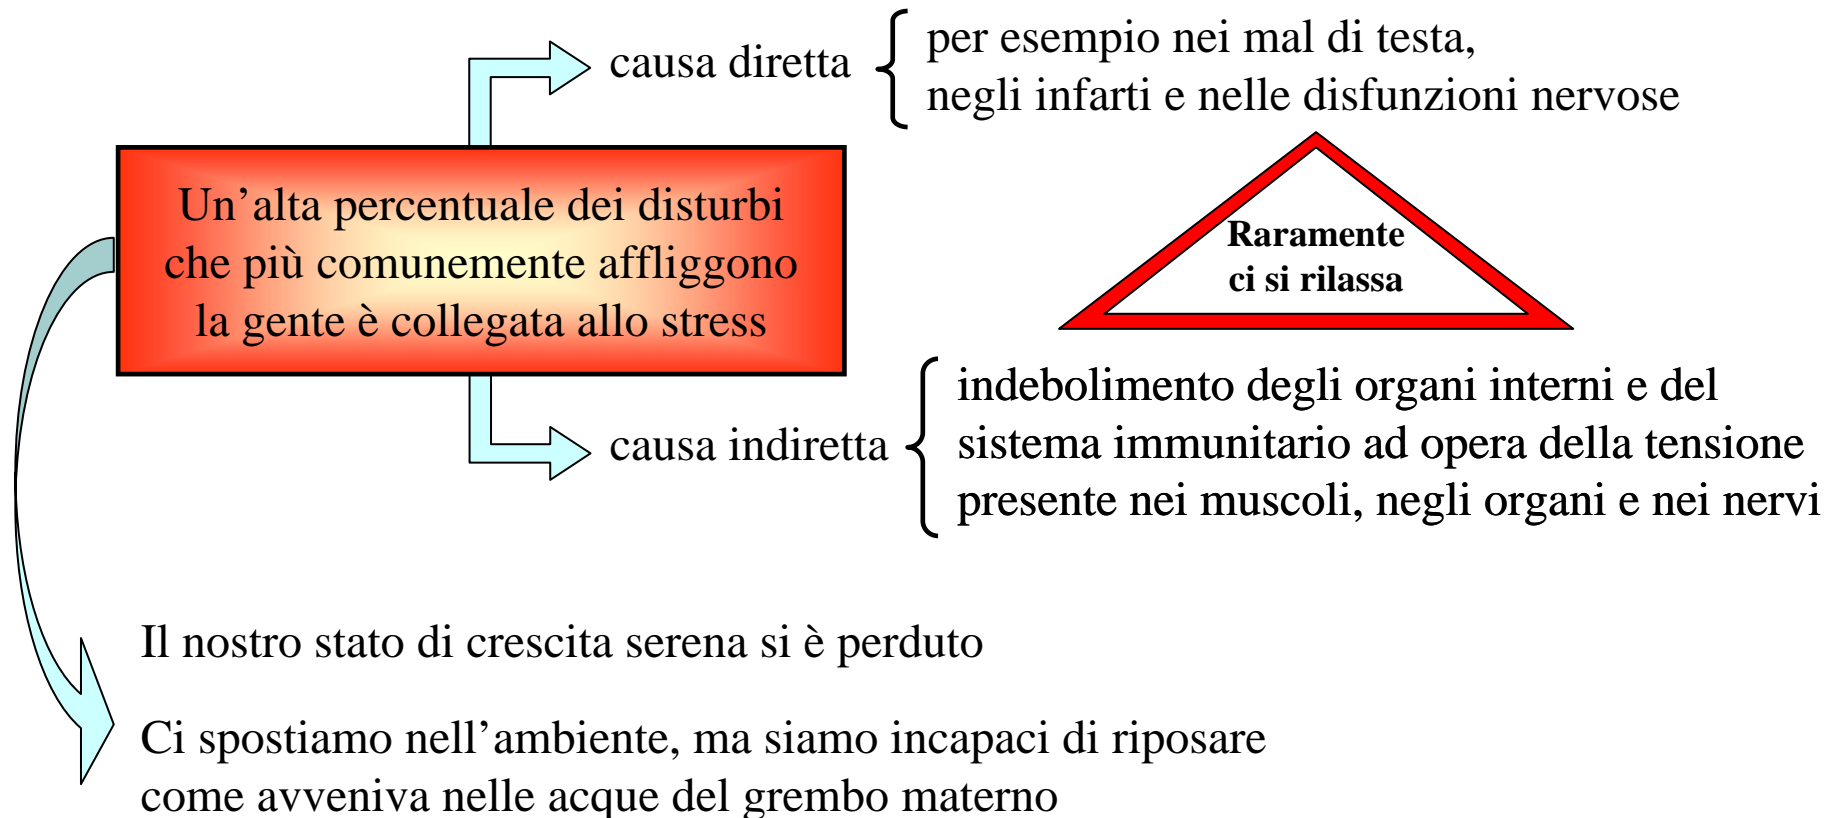 causa diretta
per esempio nei mal di testa,
negli infarti e nelle disfunzioni nervose
Un’alta percentuale dei disturbi
che più comunemente affliggono
la gente è collegata allo stress
Raramente
ci si rilassa
causa indiretta
indebolimento degli organi interni e del
sistema immunitario ad opera della tensione
presente nei muscoli, negli organi e nei nervi
Il nostro stato di crescita serena si è perduto
Ci spostiamo nell’ambiente, ma siamo incapaci di riposare
come avveniva nelle acque del grembo materno